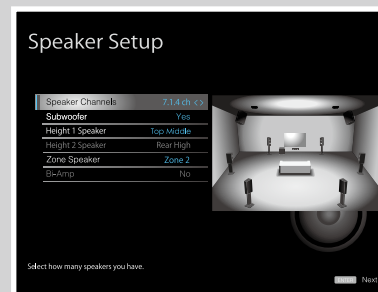 Speaker Setup
Speaker Channels 7.1.4 ch < >
Subwoofer Yes
Height 1 Speaker Top Middle
Height 2 Speaker Rear High
Zone Speaker Zone 2
Bi-Amp No
Select how many speakers you have.
ENTER Next